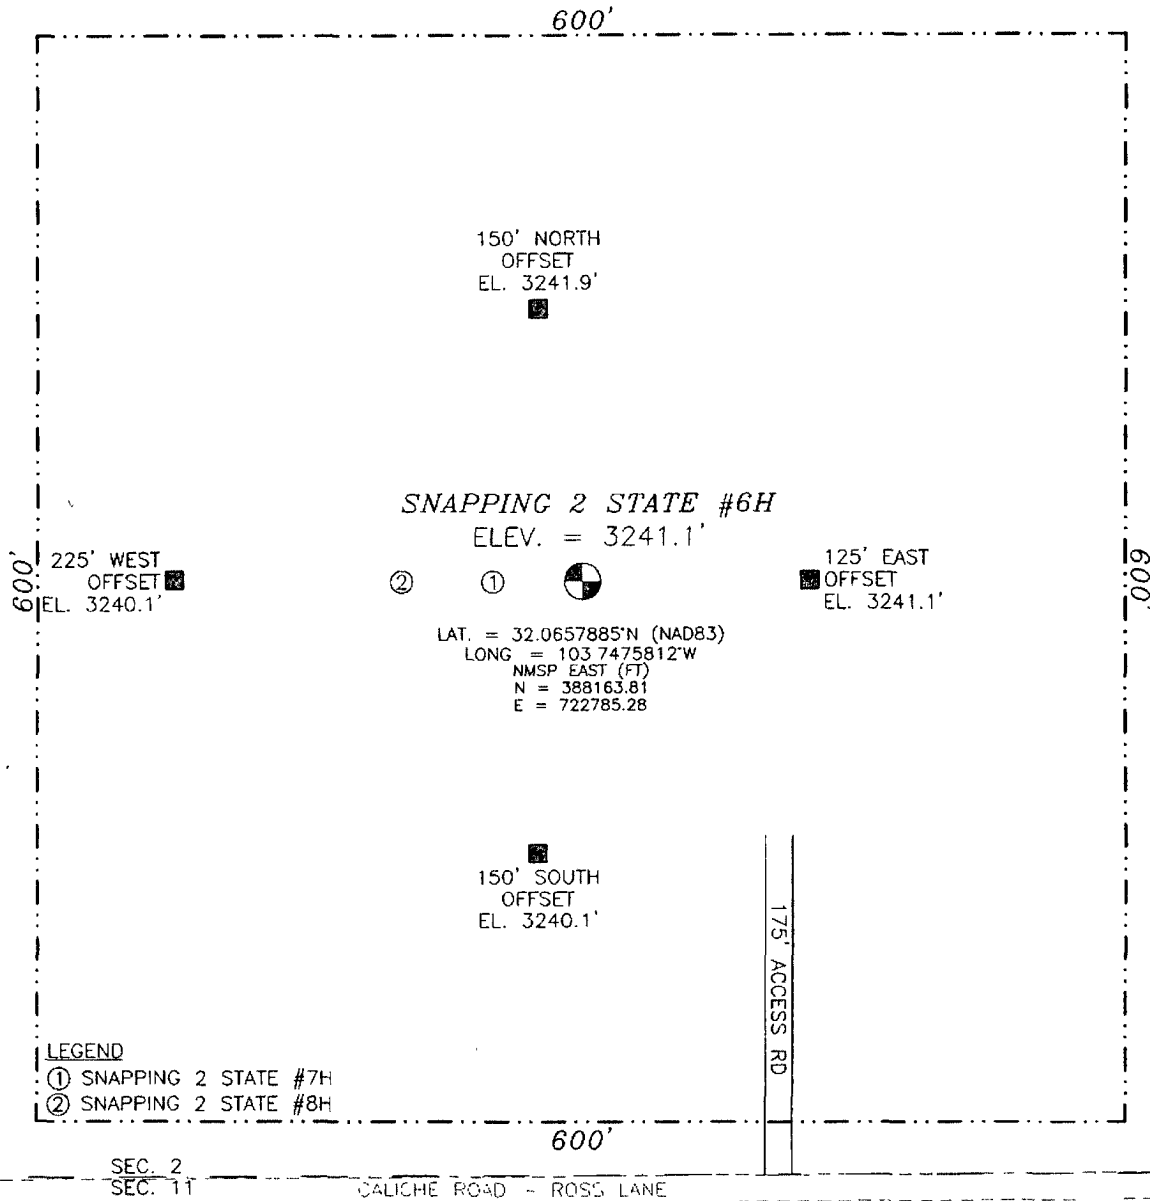 600'
150' NORTH
OFFSET
EL. 3241.9'
SNAPPING 2 STATE #6H
ELEV. = 3241.1'
600'
225' WEST
OFFSET
EL. 3240.1'
②
①
125' EAST
OFFSET
EL. 3241.1'
600'
LAT. = 32.0657885°N (NAD83)
LONG = 103.7475812°W
NMSP EAST (FT)
N = 388163.81
E = 722785.28
150' SOUTH
OFFSET
EL. 3240.1'
175' ACCESS RD
LEGEND
① SNAPPING 2 STATE #7H
② SNAPPING 2 STATE #8H
600'
SEC. 2
SEC. 11
CALICHE ROAD - ROSS LANE